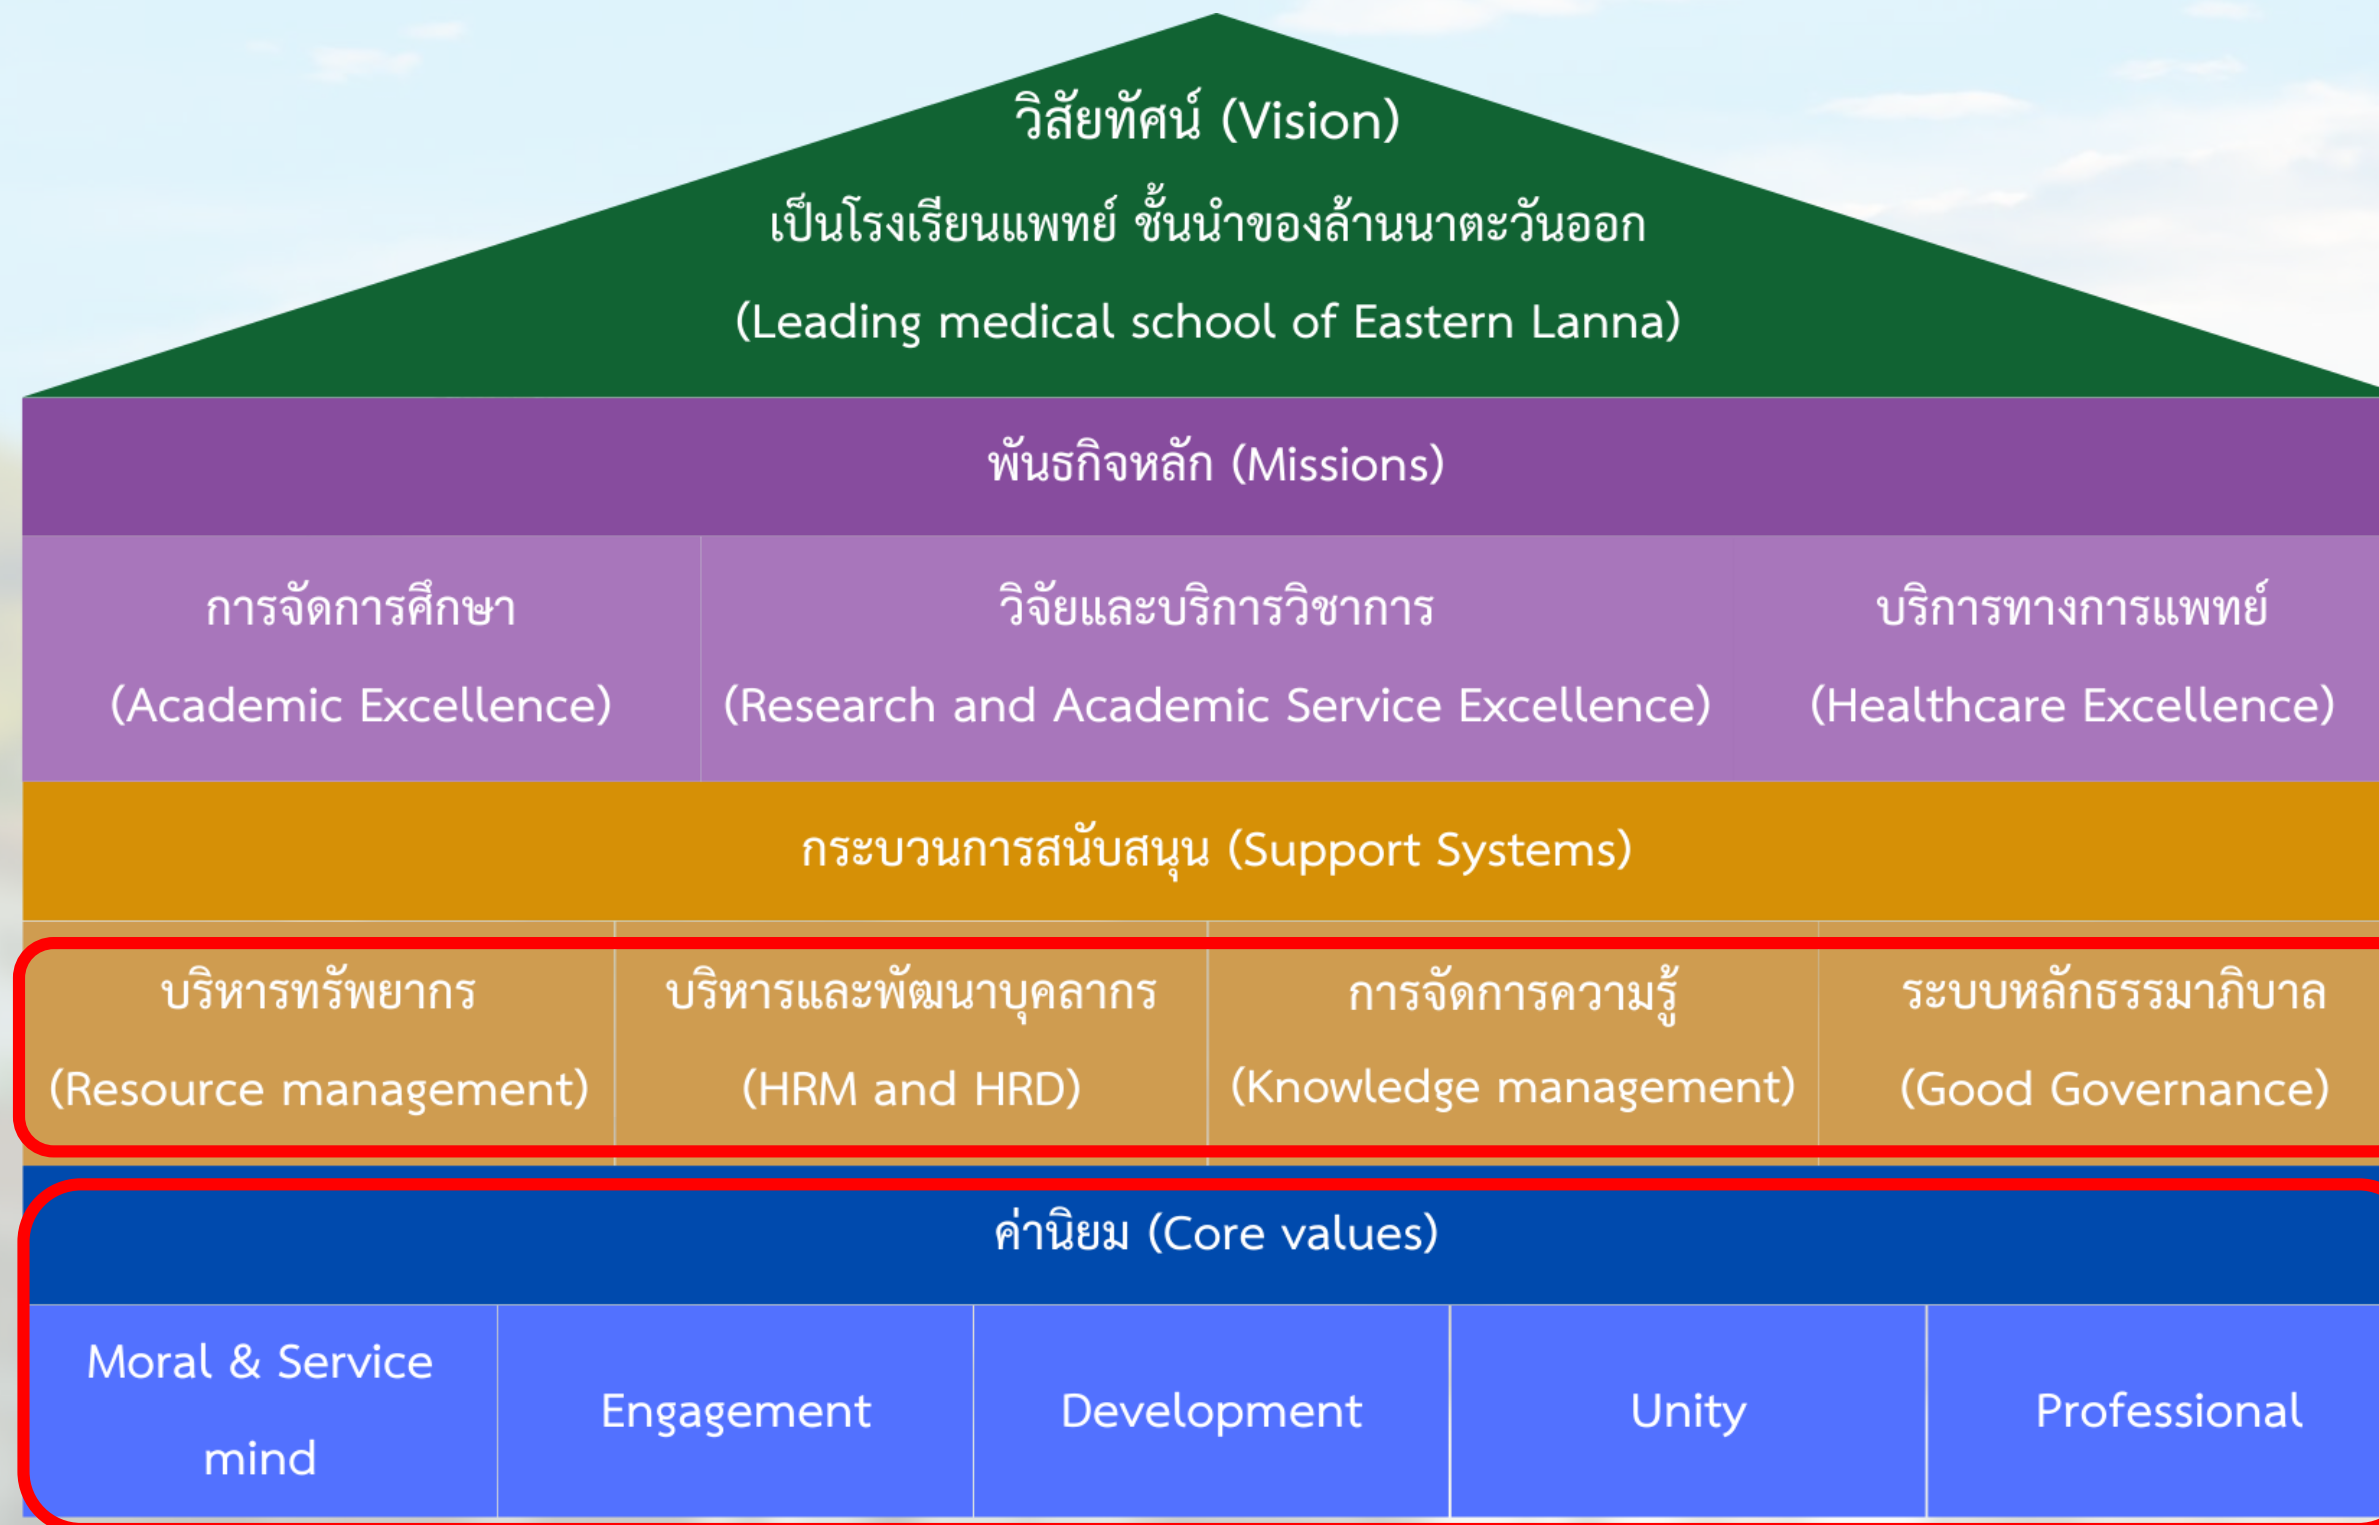 วิสัยทัศน์ (Vision)
เป็นโรงเรียนแพทย์ ชั้นนำของล้านนาตะวันออก
(Leading medical school of Eastern Lanna)
พันธกิจหลัก (Missions)
การจัดการศึกษา
(Academic Excellence)
วิจัยและบริการวิชาการ
(Research and Academic Service Excellence)
บริการทางการแพทย์
(Healthcare Excellence)
กระบวนการสนับสนุน (Support Systems)
บริหารทรัพยากร
(Resource management)
บริหารและพัฒนาบุคลากร
(HRM and HRD)
การจัดการความรู้
(Knowledge management)
ระบบหลักธรรมาภิบาล
(Good Governance)
ค่านิยม (Core values)
Moral & Service
mind
Engagement
Development
Unity
Professional